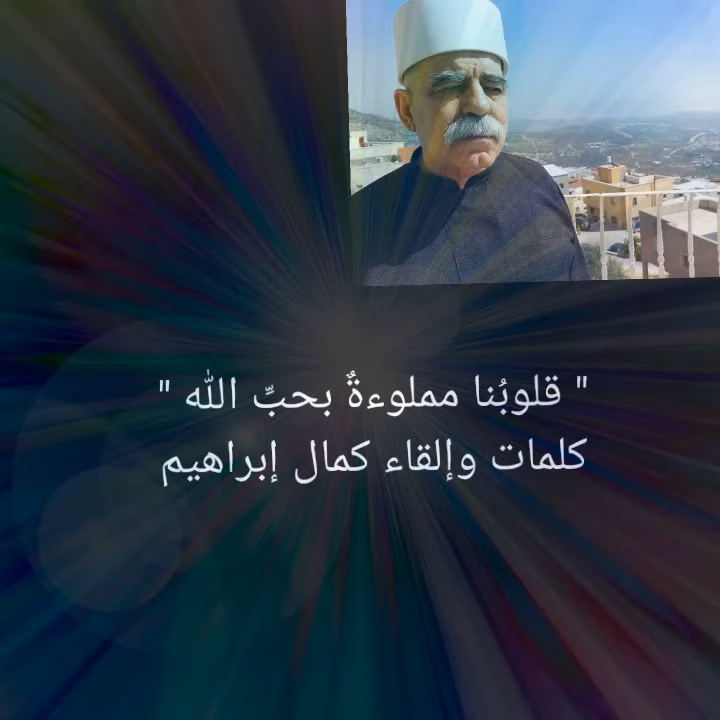 " قلوبُنا مملوءةٌ بحبِّ الله "
كلمات وإلقاء كمال إبراهيم